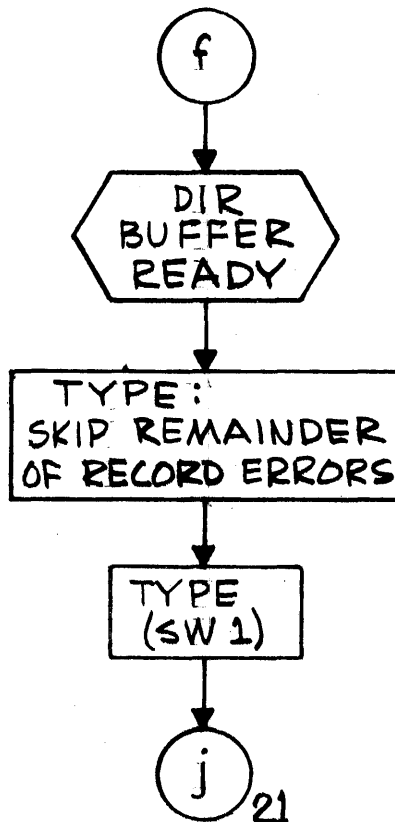 f
DIR
BUFFER
READY
TYPE:
SKIP REMAINDER
OF RECORD ERRORS
TYPE
(SW 1)
j
21